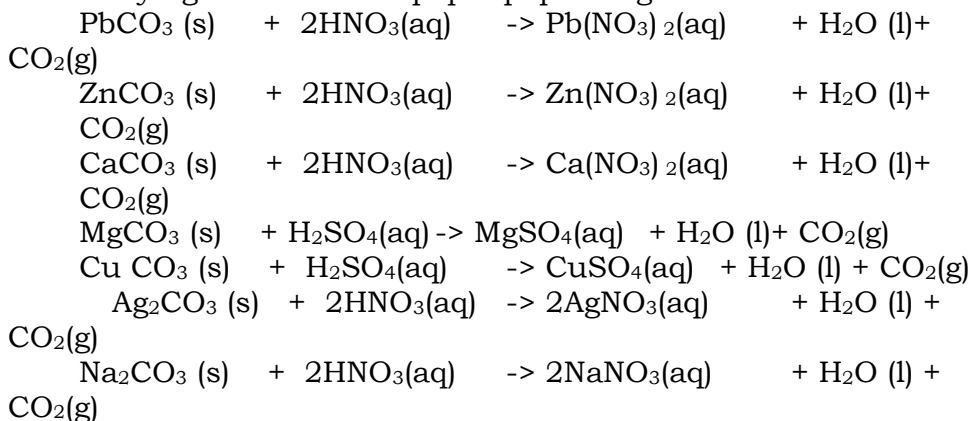 PbCO₃ (s) + 2HNO₃(aq) -> Pb(NO₃) ₂(aq) + H₂O (l)+
CO₂(g)
ZnCO₃ (s) + 2HNO₃(aq) -> Zn(NO₃) ₂(aq) + H₂O (l)+
CO₂(g)
CaCO₃ (s) + 2HNO₃(aq) -> Ca(NO₃) ₂(aq) + H₂O (l)+
CO₂(g)
MgCO₃ (s) + H₂SO₄(aq) -> MgSO₄(aq) + H₂O (l)+ CO₂(g)
Cu CO₃ (s) + H₂SO₄(aq) -> CuSO₄(aq) + H₂O (l) + CO₂(g)
Ag₂CO₃ (s) + 2HNO₃(aq) -> 2AgNO₃(aq) + H₂O (l) +
CO₂(g)
Na₂CO₃ (s) + 2HNO₃(aq) -> 2NaNO₃(aq) + H₂O (l) +
CO₂(g)